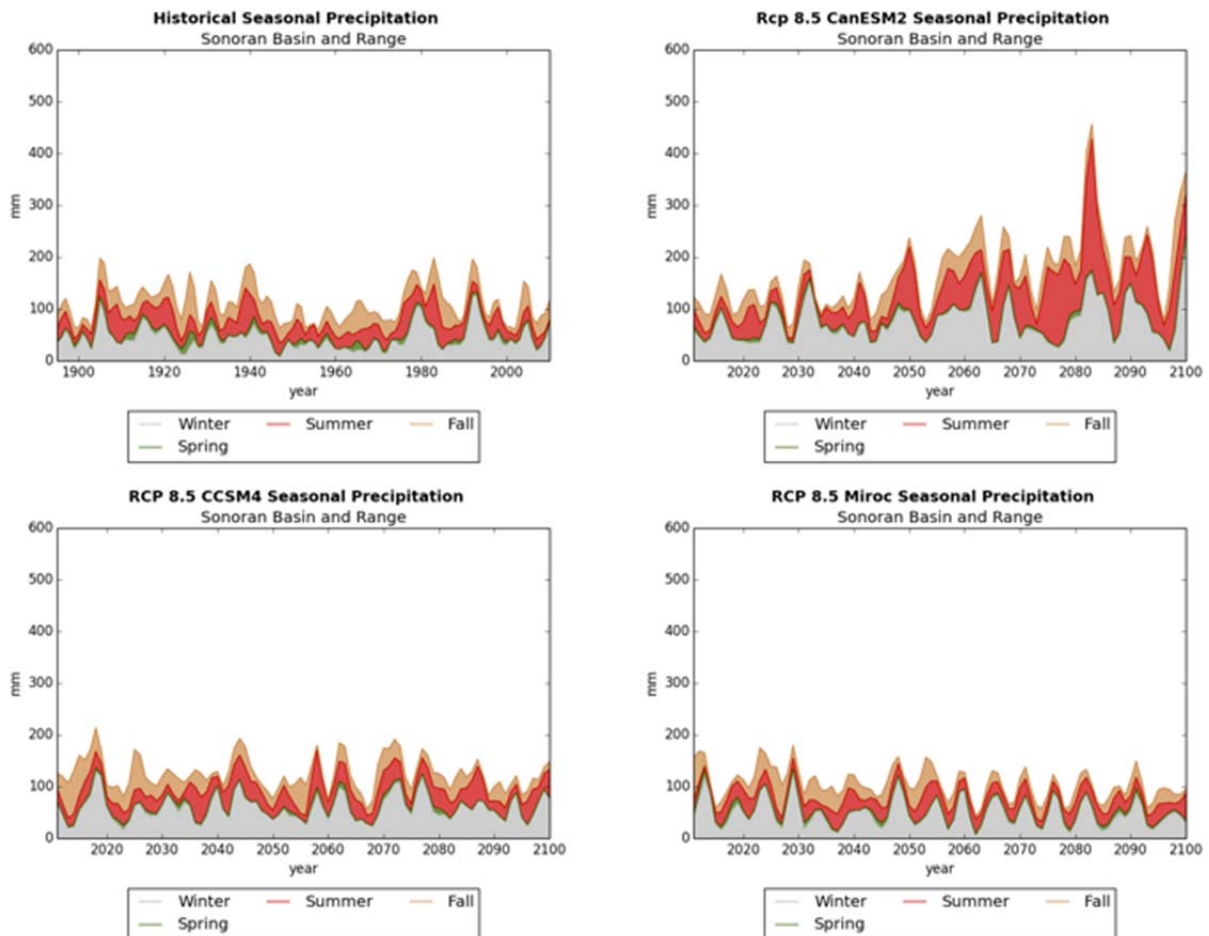 Historical Seasonal Precipitation
Sonoran Basin and Range
600
500
400
300
200
100
0
mm
1900 1920 1940 1960 1980 2000
year
Winter Summer Fall
Spring
Rcp 8.5 CanESM2 Seasonal Precipitation
Sonoran Basin and Range
600
500
400
300
200
100
0
mm
2020 2030 2040 2050 2060 2070 2080 2090 2100
year
Winter Summer Fall
Spring
RCP 8.5 CCSM4 Seasonal Precipitation
Sonoran Basin and Range
600
500
400
300
200
100
0
mm
2020 2030 2040 2050 2060 2070 2080 2090 2100
year
Winter Summer Fall
Spring
RCP 8.5 Miroc Seasonal Precipitation
Sonoran Basin and Range
600
500
400
300
200
100
0
mm
2020 2030 2040 2050 2060 2070 2080 2090 2100
year
Winter Summer Fall
Spring